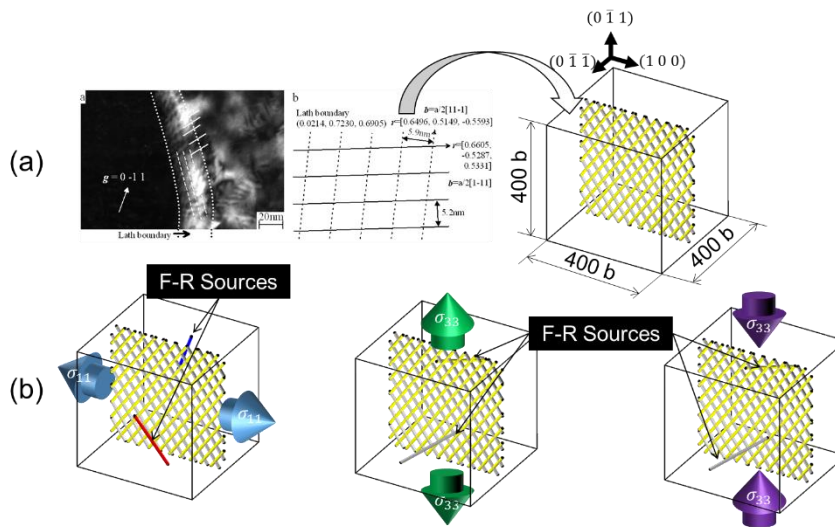 (a)
a
g = 0 -1 1
20nm
Lath boundary
b
b=a/2[11-1]
Lath boundary
(0.0214, 0.7230, 0.6905)
r=[0.6496, 0.5149, -0.5593]
5.9nm
r=[0.6605,
-0.5287,
0.5331]
b=a/2[1-11]
5.2nm
(0 1̄ 1)
(0 1̄ 1̄)
(1 0 0)
400 b
400 b
400 b
(b)
F-R Sources
σ11
σ11
F-R Sources
σ33
σ33
σ33
σ33